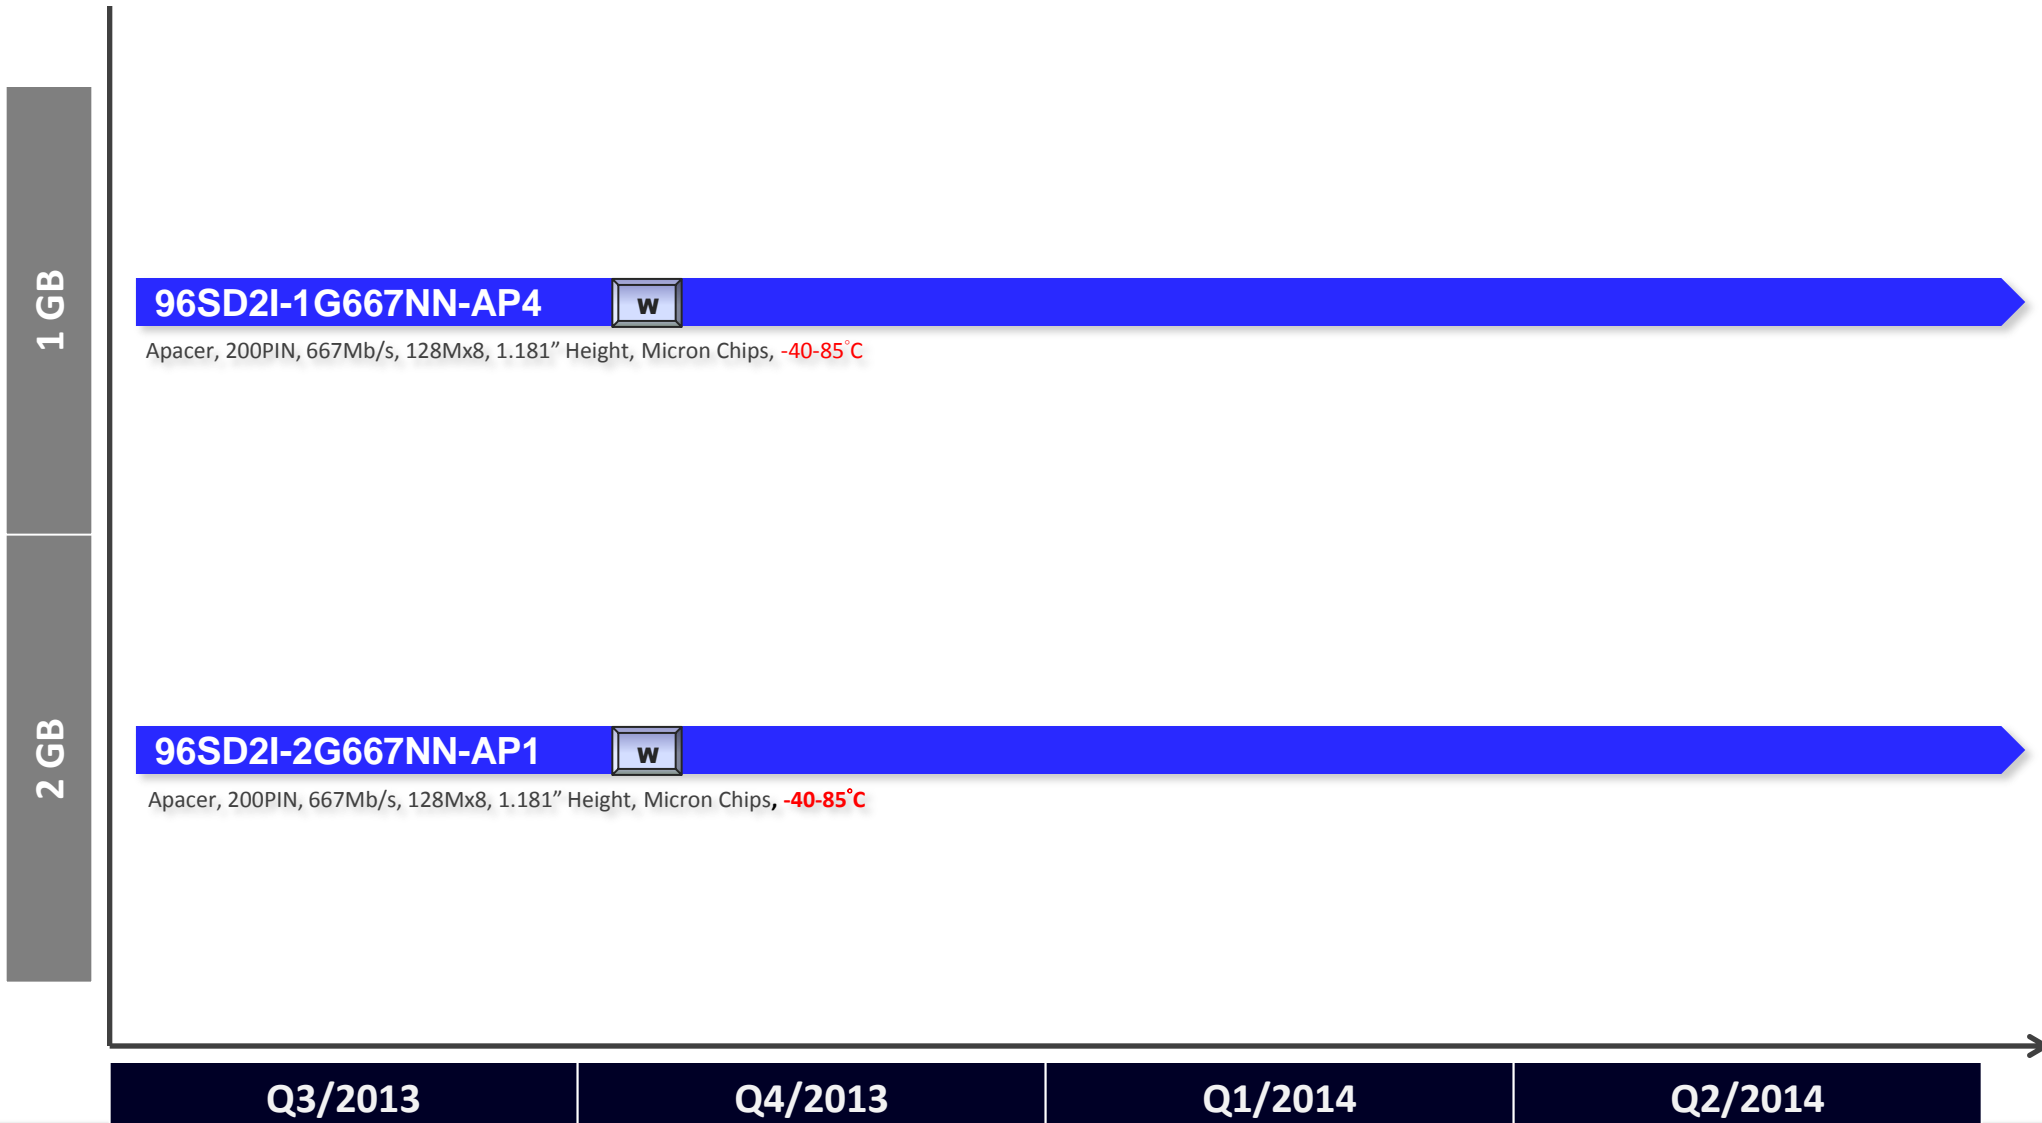 1 GB
96SD2I-1G667NN-AP4 W
Apacer, 200PIN, 667Mb/s, 128Mx8, 1.181” Height, Micron Chips, -40-85°C
2 GB
96SD2I-2G667NN-AP1 W
Apacer, 200PIN, 667Mb/s, 128Mx8, 1.181” Height, Micron Chips, -40-85°C
Q3/2013 Q4/2013 Q1/2014 Q2/2014